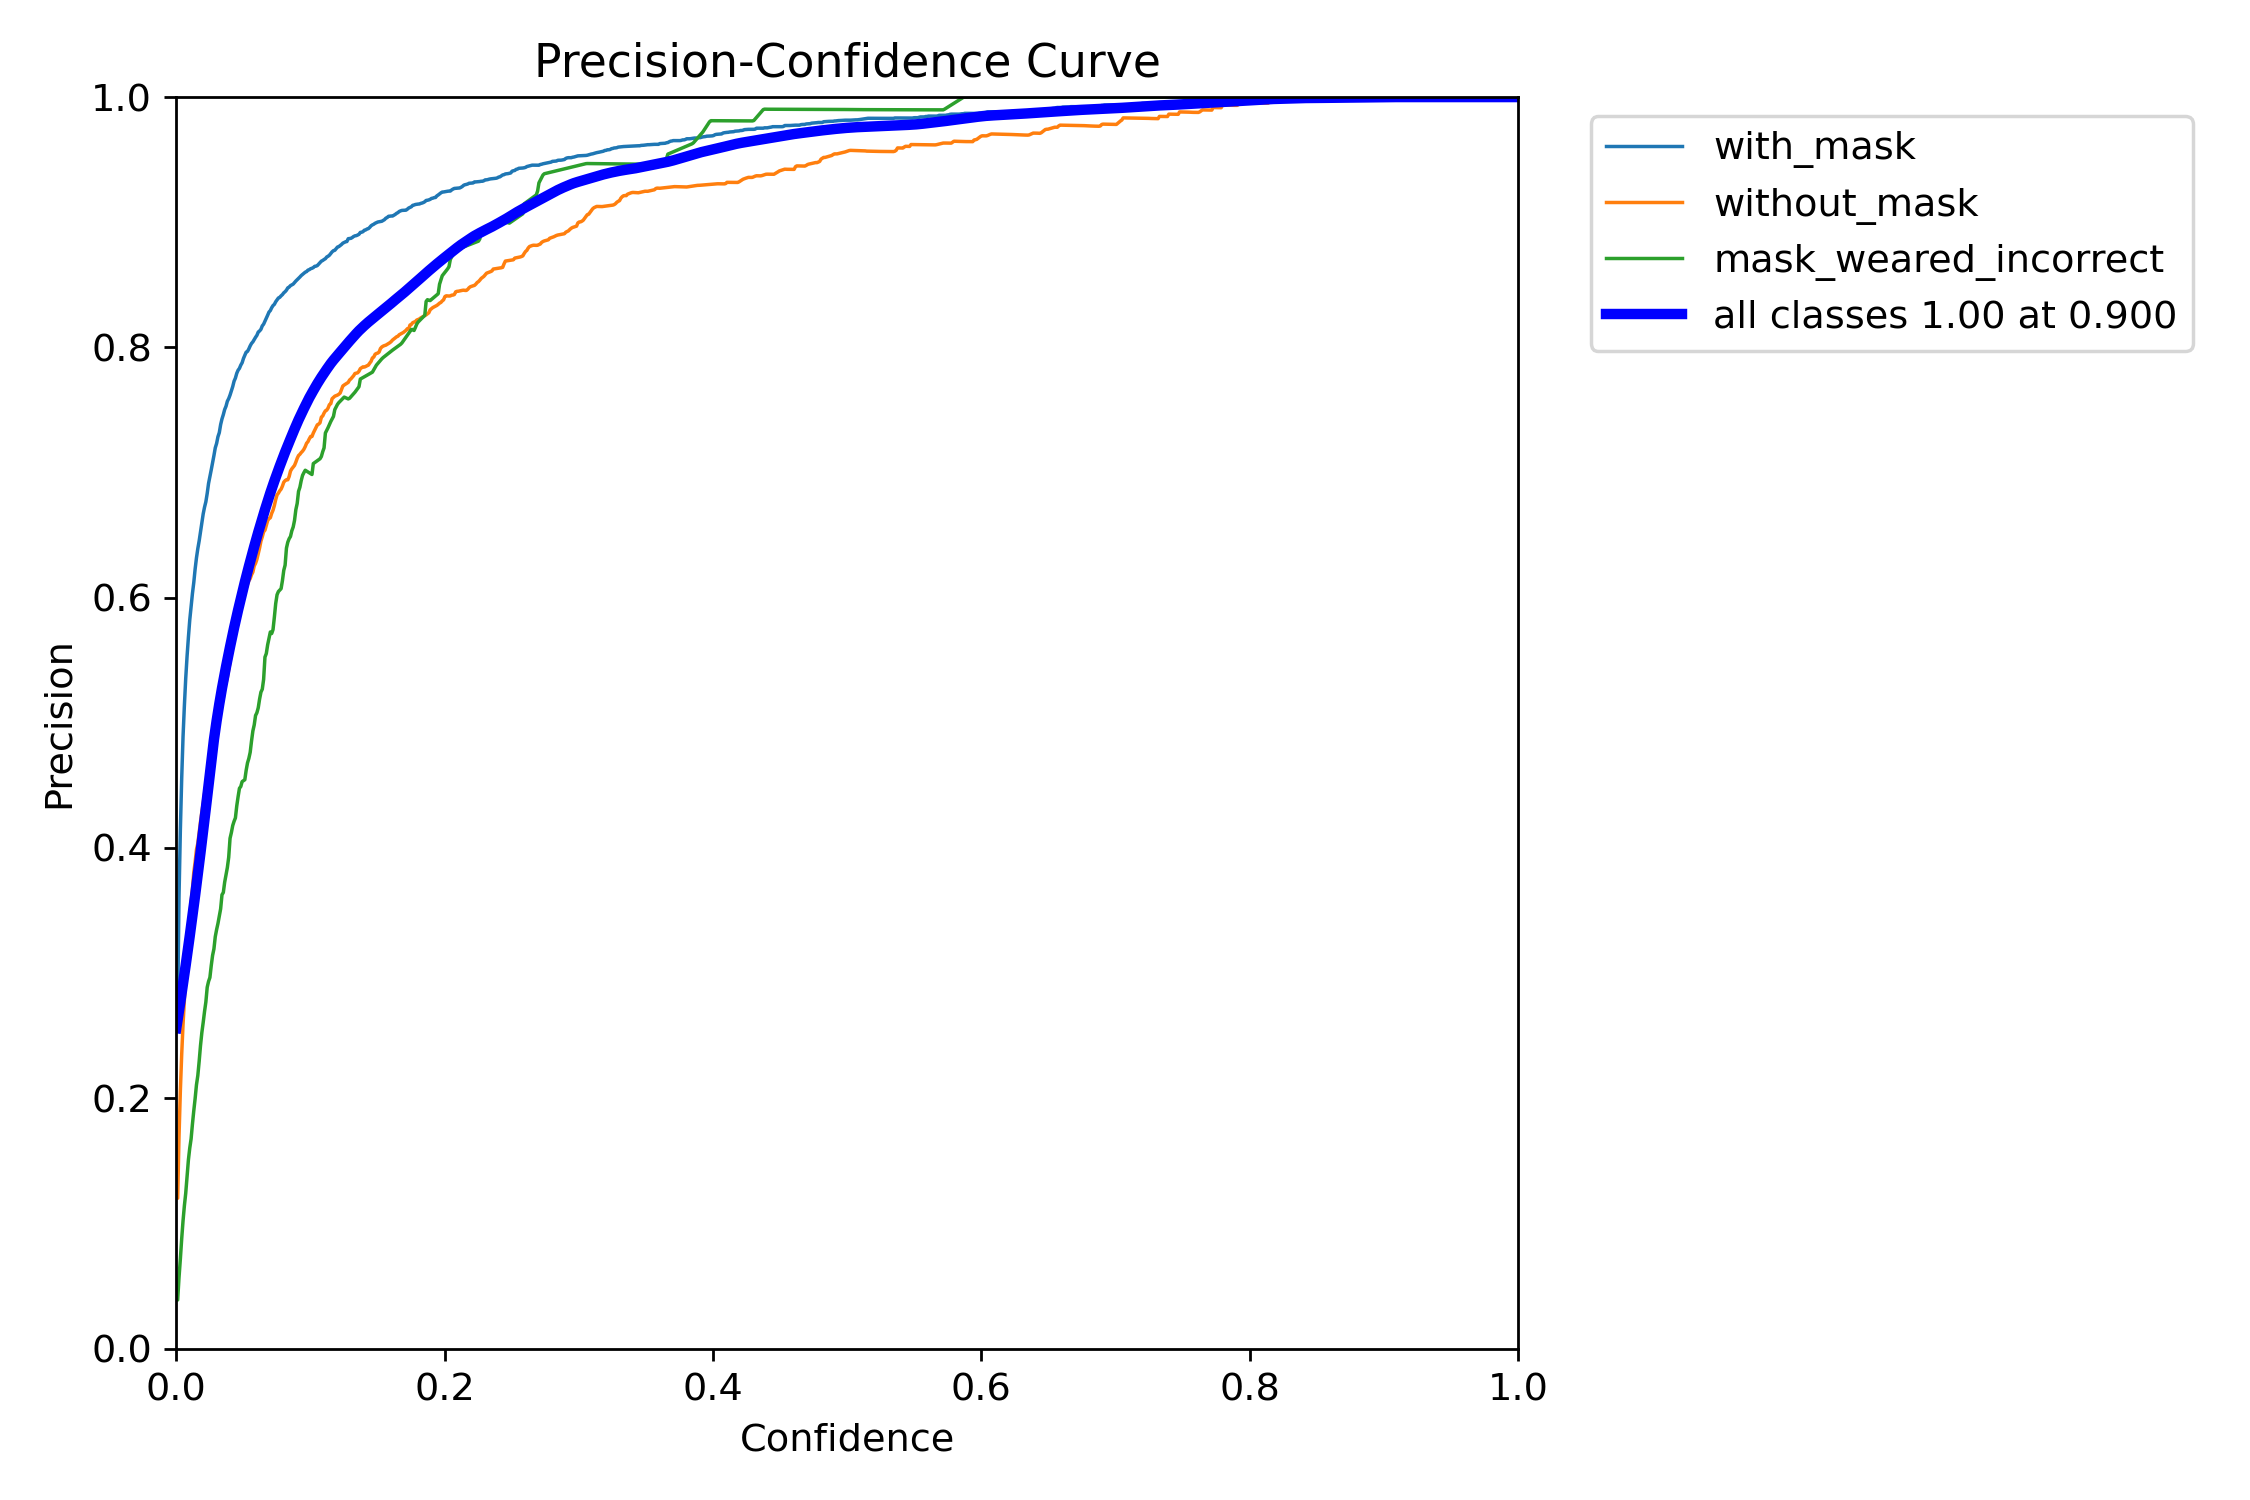 Precision-Confidence Curve
1.0
0.8
0.6
0.4
0.2
0.0
Precision
0.0 0.2 0.4 0.6 0.8 1.0
Confidence
with_mask
without_mask
mask_weared_incorrect
all classes 1.00 at 0.900